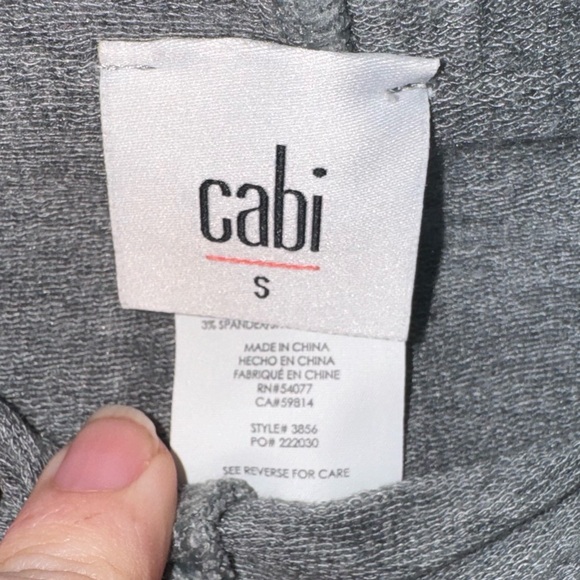 cabi
S
3% SPANDEX
MADE IN CHINA
HECHO EN CHINA
FABRIQUÉ EN CHINE
RN#54077
CA#59814
STYLE# 3856
PO# 222030
SEE REVERSE FOR CARE